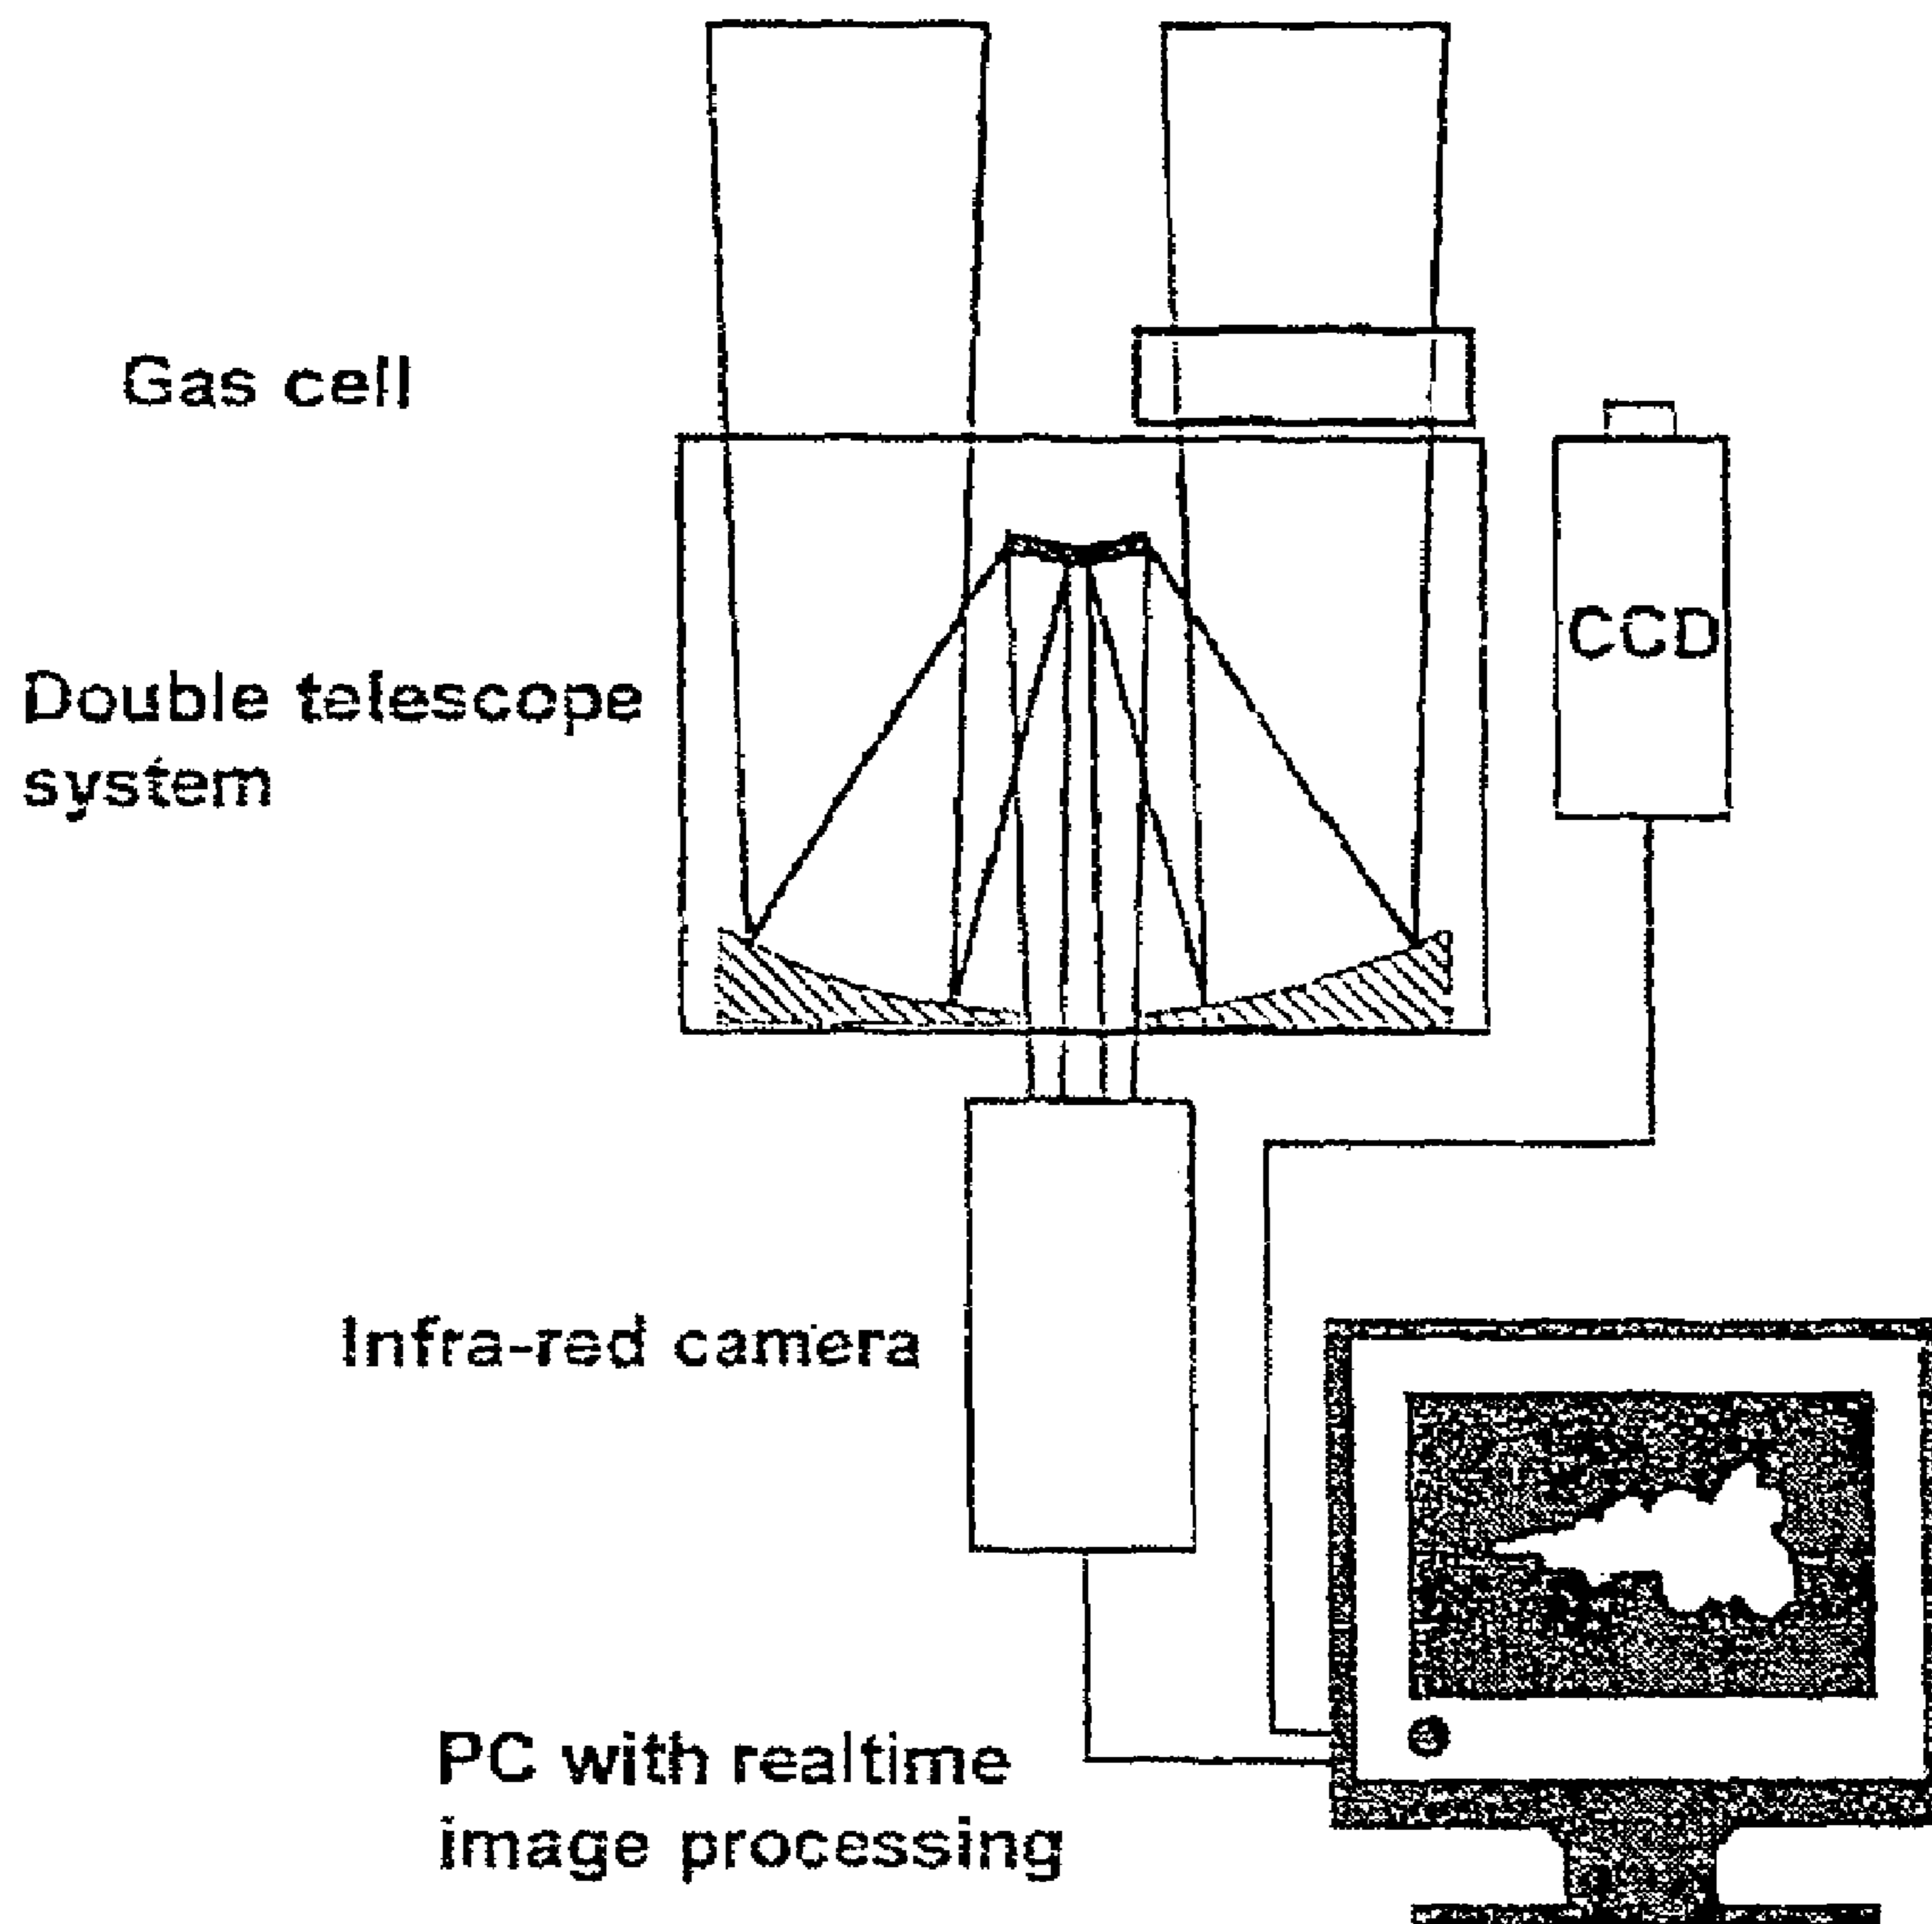 Gas cell
CCD
Double telescope
system
Infra-red camera
PC with realtime
image processing